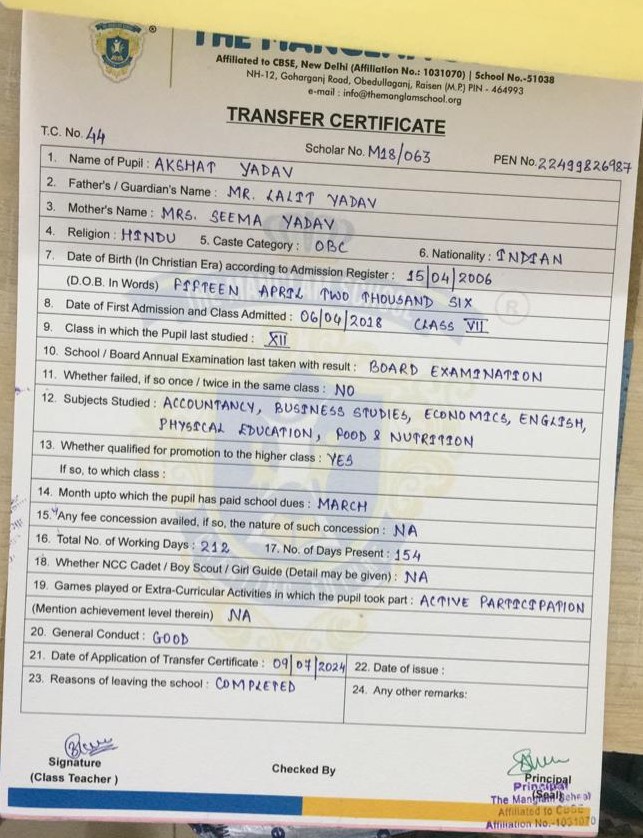 THE MANGLAM
Affiliated to CBSE, New Delhi (Affiliation No.: 1031070) | School No.-51038
NH-12, Goharganj Road, Obedullaganj, Raisen (M.P.) PIN - 464993
e-mail : info@themanglamschool.org
TRANSFER CERTIFICATE
T.C. No. 44 Scholar No. M18/063 PEN No. 22499826987
1. Name of Pupil : AKSHAT YADAV
2. Father's / Guardian's Name : MR. LALIT YADAV
3. Mother's Name : MRS. SEEMA YADAV
4. Religion : HINDU 5. Caste Category : OBC 6. Nationality : INDIAN
7. Date of Birth (In Christian Era) according to Admission Register : 15/04/2006
(D.O.B. In Words) FIFTEEN APRIL TWO THOUSAND SIX
8. Date of First Admission and Class Admitted : 06/04/2018 CLASS VII
9. Class in which the Pupil last studied : XII
10. School / Board Annual Examination last taken with result : BOARD EXAMINATION
11. Whether failed, if so once / twice in the same class : NO
12. Subjects Studied : ACCOUNTANCY, BUSINESS STUDIES, ECONOMICS, ENGLISH,
PHYSICAL EDUCATION, FOOD & NUTRITION
13. Whether qualified for promotion to the higher class : YES
If so, to which class :
14. Month upto which the pupil has paid school dues : MARCH
15. Any fee concession availed, if so, the nature of such concession : NA
16. Total No. of Working Days : 212 17. No. of Days Present : 154
18. Whether NCC Cadet / Boy Scout / Girl Guide (Detail may be given) : NA
19. Games played or Extra-Curricular Activities in which the pupil took part : ACTIVE PARTICIPATION
(Mention achievement level therein) NA
20. General Conduct : GOOD
21. Date of Application of Transfer Certificate : 09/07/2024 22. Date of issue :
23. Reasons of leaving the school : COMPLETED 24. Any other remarks:
Signature
(Class Teacher )
Checked By
Principal
(Seal)
Principal
The Manglam School
Affiliated to CBSE
Affiliation No.-1031070